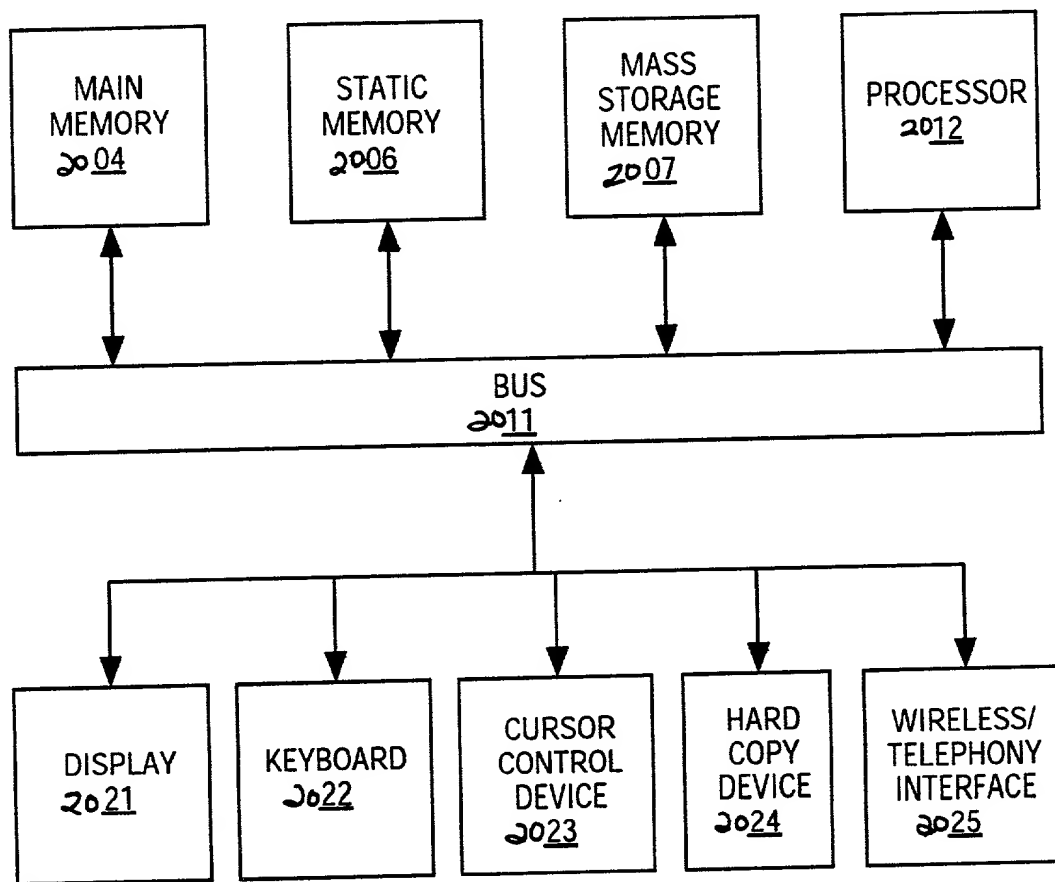 MAIN
MEMORY
2004
STATIC
MEMORY
2006
MASS
STORAGE
MEMORY
2007
PROCESSOR
2012
BUS
2011
DISPLAY
2021
KEYBOARD
2022
CURSOR
CONTROL
DEVICE
2023
HARD
COPY
DEVICE
2024
WIRELESS/
TELEPHONY
INTERFACE
2025